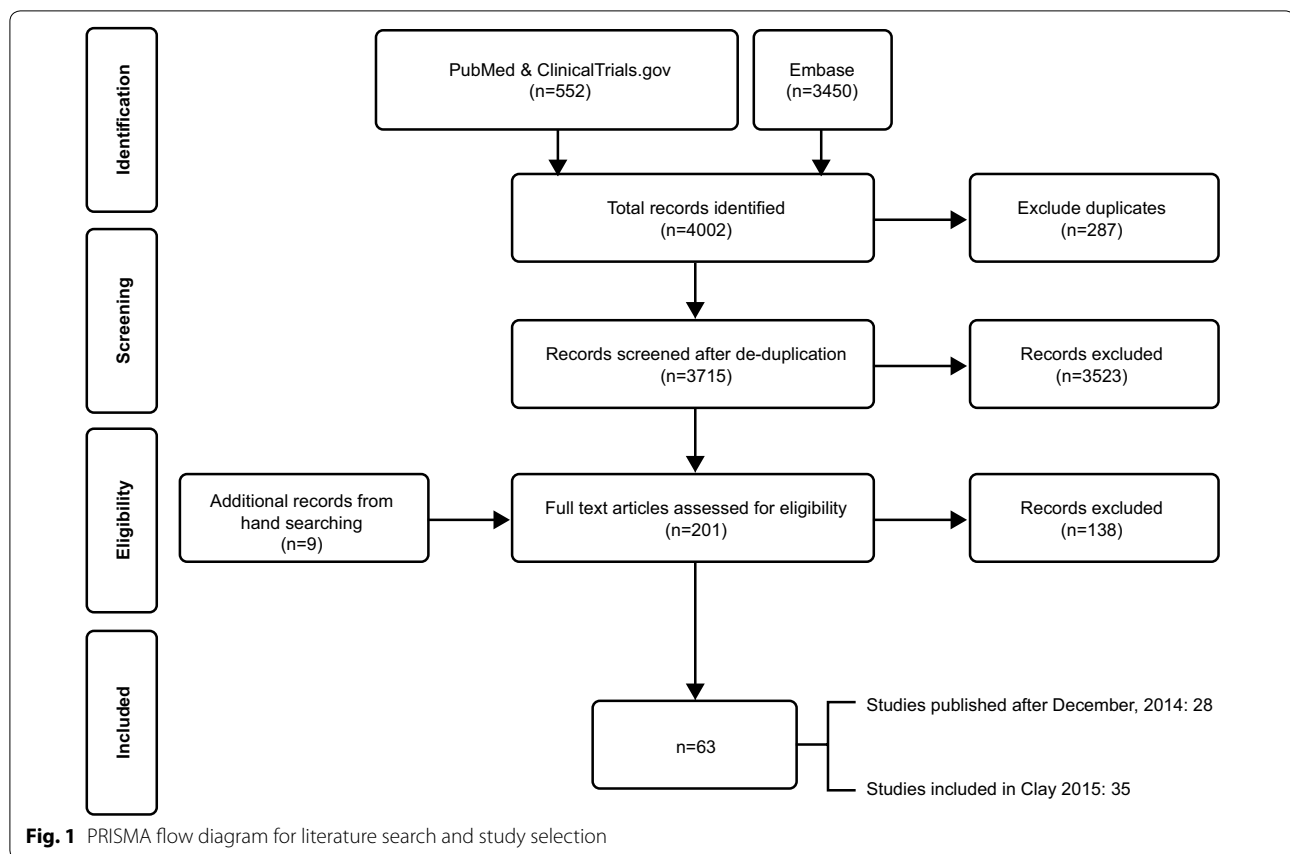 Identification
PubMed & ClinicalTrials.gov
(n=552)
Embase
(n=3450)
Total records identified
(n=4002)
Exclude duplicates
(n=287)
Screening
Records screened after de-duplication
(n=3715)
Records excluded
(n=3523)
Eligibility
Additional records from
hand searching
(n=9)
Full text articles assessed for eligibility
(n=201)
Records excluded
(n=138)
Included
n=63
Studies published after December, 2014: 28
Studies included in Clay 2015: 35
Fig. 1 PRISMA flow diagram for literature search and study selection